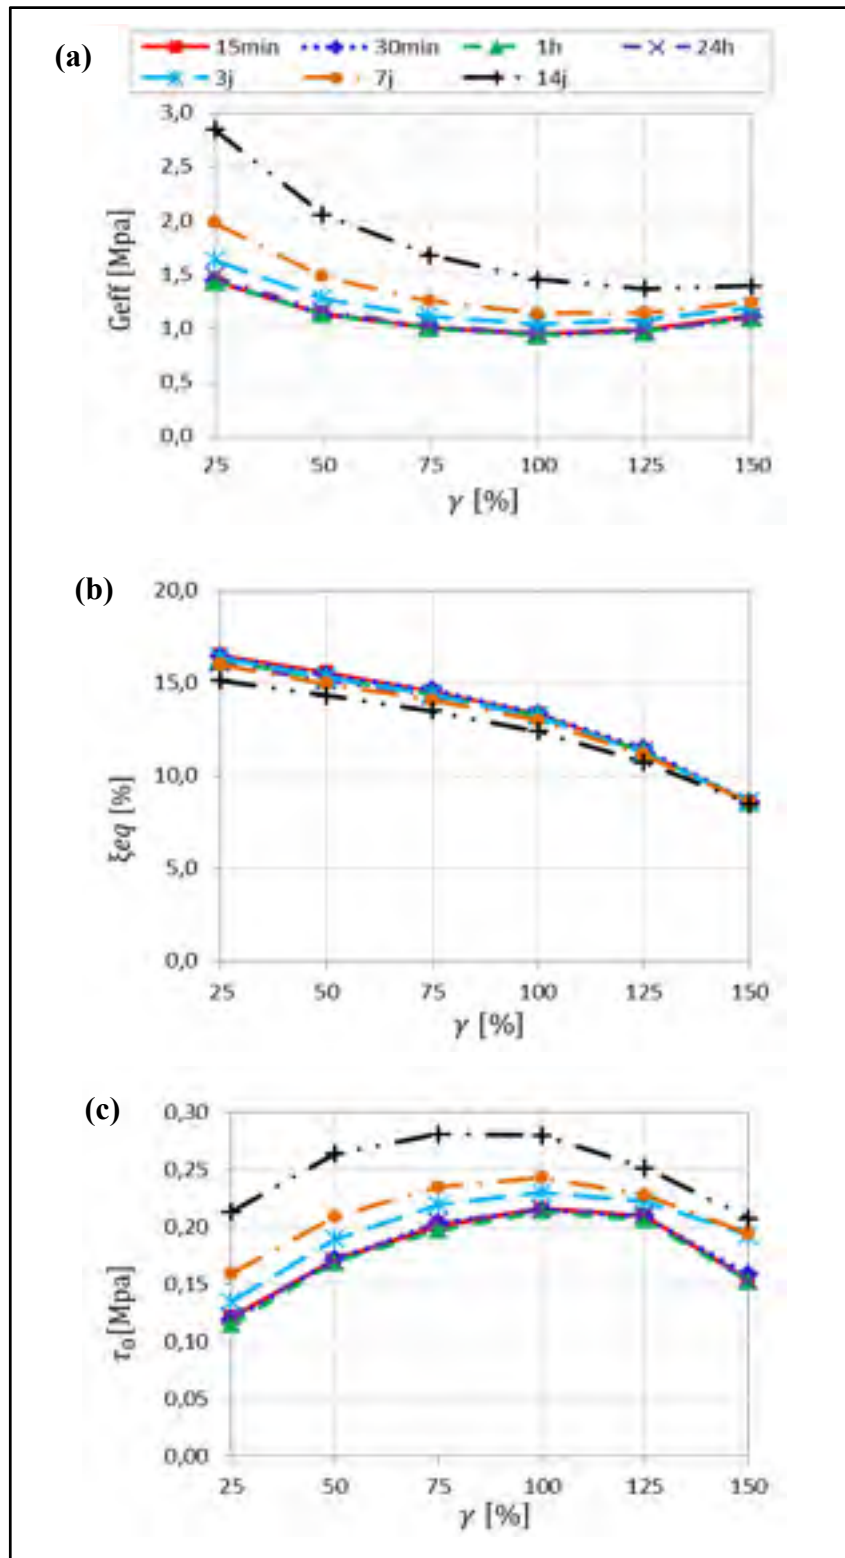 (a)
15min 30min 1h 24h
3j 7j 14j
3,0
2,5
2,0
1,5
1,0
0,5
0,0
Geff [Mpa]
25 50 75 100 125 150
γ [%]
(b)
20,0
15,0
10,0
5,0
0,0
ξeq [%]
25 50 75 100 125 150
γ [%]
(c)
0,30
0,25
0,20
0,15
0,10
0,05
0,00
τ₀[Mpa]
25 50 75 100 125 150
γ [%]